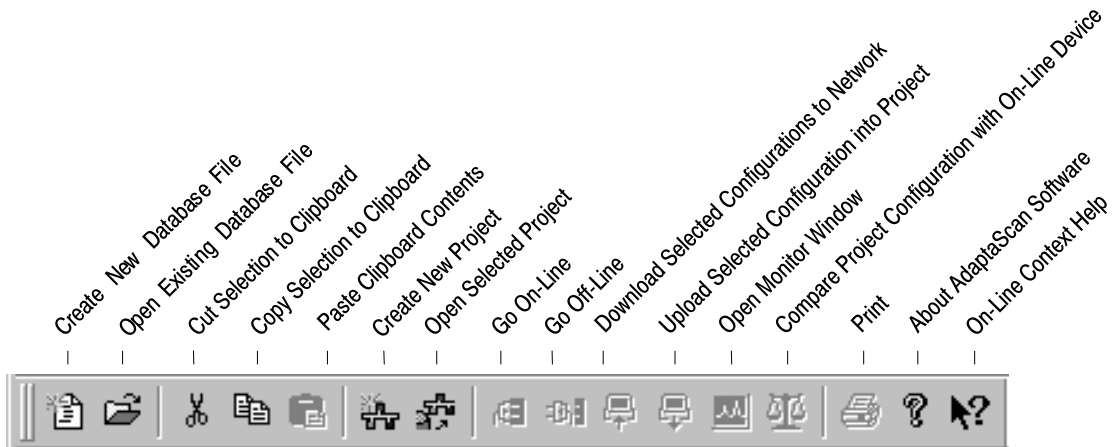 Create New Database File
Open Existing Database File
Cut Selection to Clipboard
Copy Selection to Clipboard
Paste Clipboard Contents
Create New Project
Open Selected Project
Go On-Line
Go Off-Line
Download Selected Configurations to Network
Upload Selected Configuration into Project
Open Monitor Window
Compare Project Configuration with On-Line Device
Print
About AdaptaScan Software
On-Line Context Help